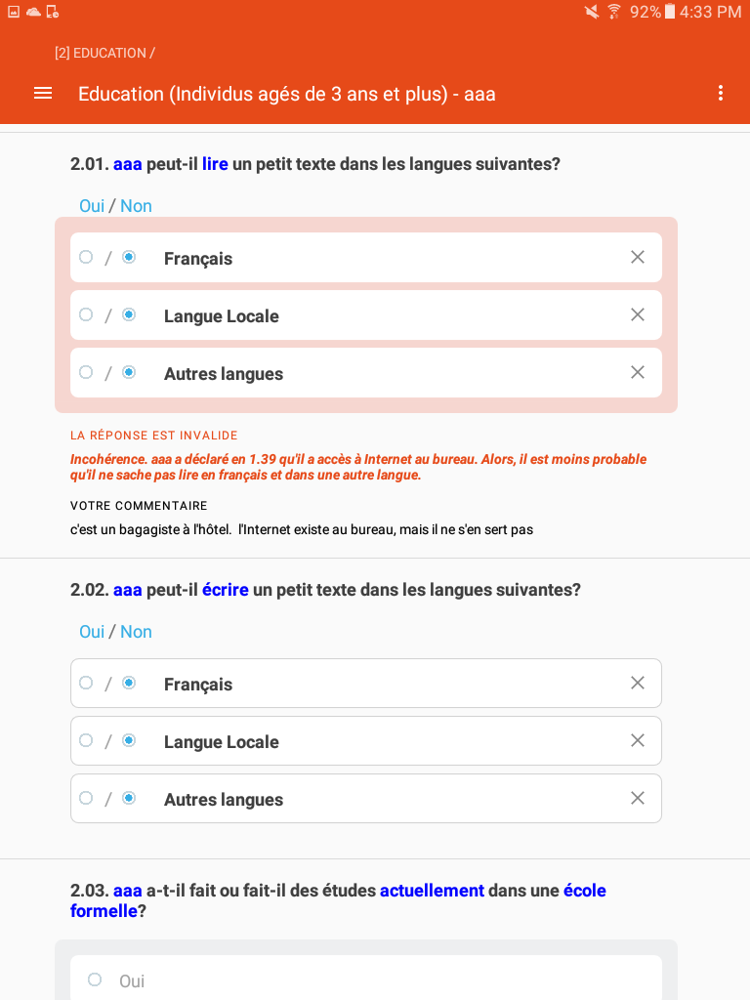 92% 4:33 PM
[2] EDUCATION /
Education (Individus agés de 3 ans et plus) - aaa
2.01. aaa peut-il lire un petit texte dans les langues suivantes?
Oui / Non
/ Français
/ Langue Locale
/ Autres langues
LA RÉPONSE EST INVALIDE
Incohérence. aaa a déclaré en 1.39 qu'il a accès à Internet au bureau. Alors, il est moins probable
qu'il ne sache pas lire en français et dans une autre langue.
VOTRE COMMENTAIRE
c'est un bagagiste à l'hôtel.  l'Internet existe au bureau, mais il ne s'en sert pas
2.02. aaa peut-il écrire un petit texte dans les langues suivantes?
Oui / Non
/ Français
/ Langue Locale
/ Autres langues
2.03. aaa a-t-il fait ou fait-il des études actuellement dans une école
formelle?
Oui